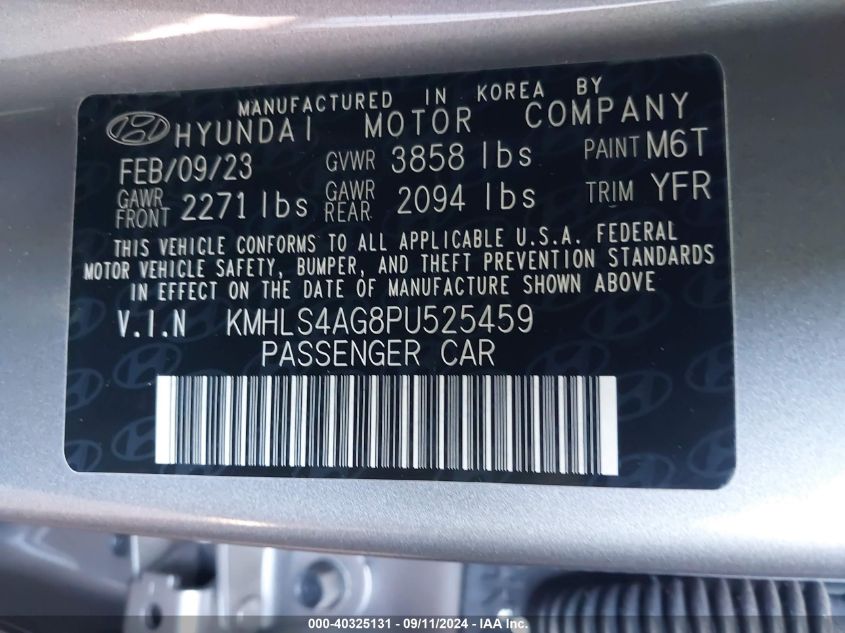 MANUFACTURED IN KOREA BY
HYUNDAI MOTOR COMPANY
FEB/09/23 GVWR 3858 lbs PAINT M6T
GAWR FRONT 2271 lbs GAWR REAR 2094 lbs TRIM YFR
THIS VEHICLE CONFORMS TO ALL APPLICABLE U.S.A. FEDERAL
MOTOR VEHICLE SAFETY, BUMPER, AND THEFT PREVENTION STANDARDS
IN EFFECT ON THE DATE OF MANUFACTURE SHOWN ABOVE
V.I.N KMHLS4AG8PU525459
PASSENGER CAR
000-40325131 - 09/11/2024 - IAA Inc.